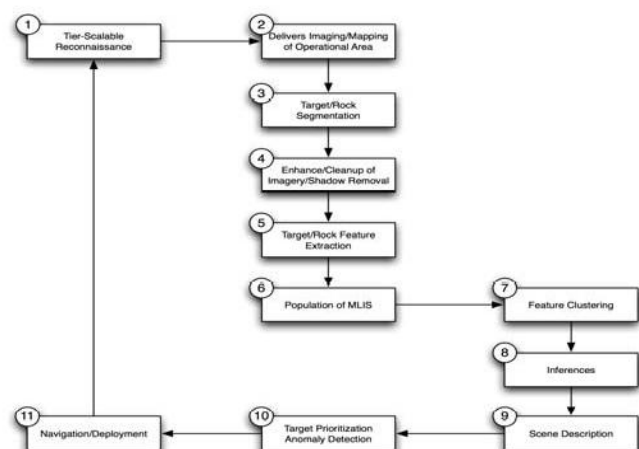 1
Tier-Scalable
Reconnaissance
2
Delivers Imaging/Mapping
of Operational Area
3
Target/Rock
Segmentation
4
Enhance/Cleanup of
Imagery/Shadow Removal
5
Target/Rock Feature
Extraction
6
Population of MLIS
7
Feature Clustering
8
Inferences
9
Scene Description
10
Target Prioritization
Anomaly Detection
11
Navigation/Deployment